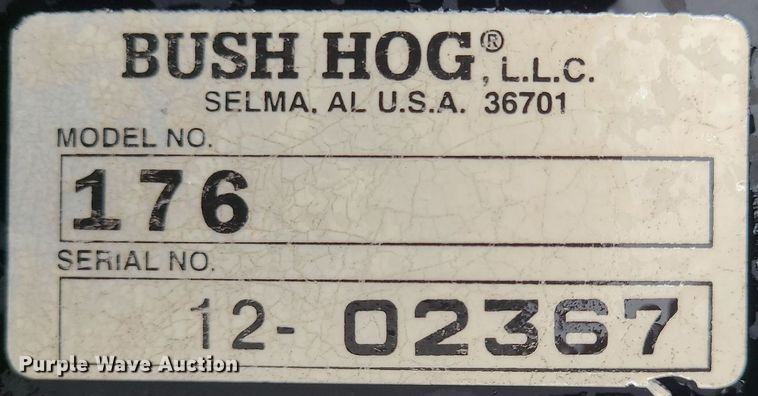 BUSH HOG®, L.L.C.
SELMA, AL U.S.A. 36701
MODEL NO.
176
SERIAL NO.
12- 02367
Purple Wave Auction